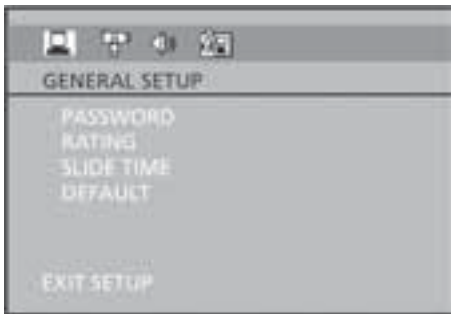 GENERAL SETUP
PASSWORD
RATING
SLIDE TIME
DEFAULT
EXIT SETUP